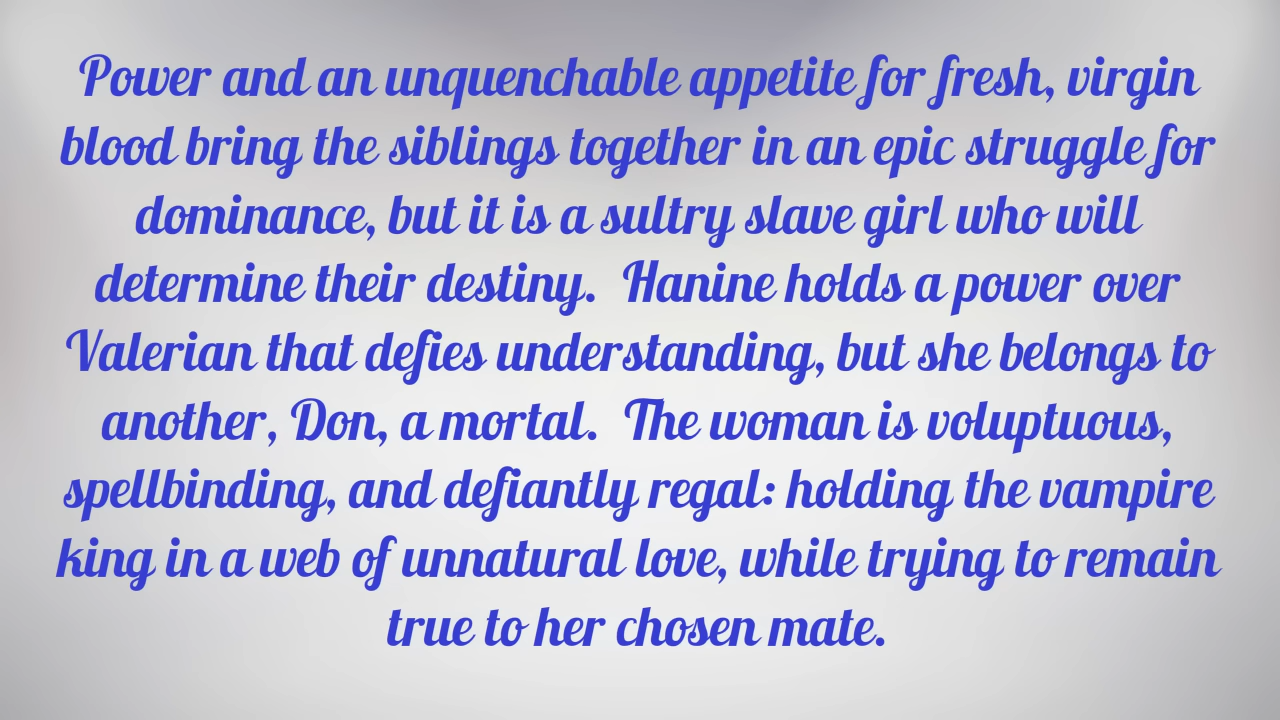 Power and an unquenchable appetite for fresh, virgin
blood bring the siblings together in an epic struggle for
dominance, but it is a sultry slave girl who will
determine their destiny.  Hanine holds a power over
Valerian that defies understanding, but she belongs to
another, Don, a mortal.  The woman is voluptuous,
spellbinding, and defiantly regal: holding the vampire
king in a web of unnatural love, while trying to remain
true to her chosen mate.